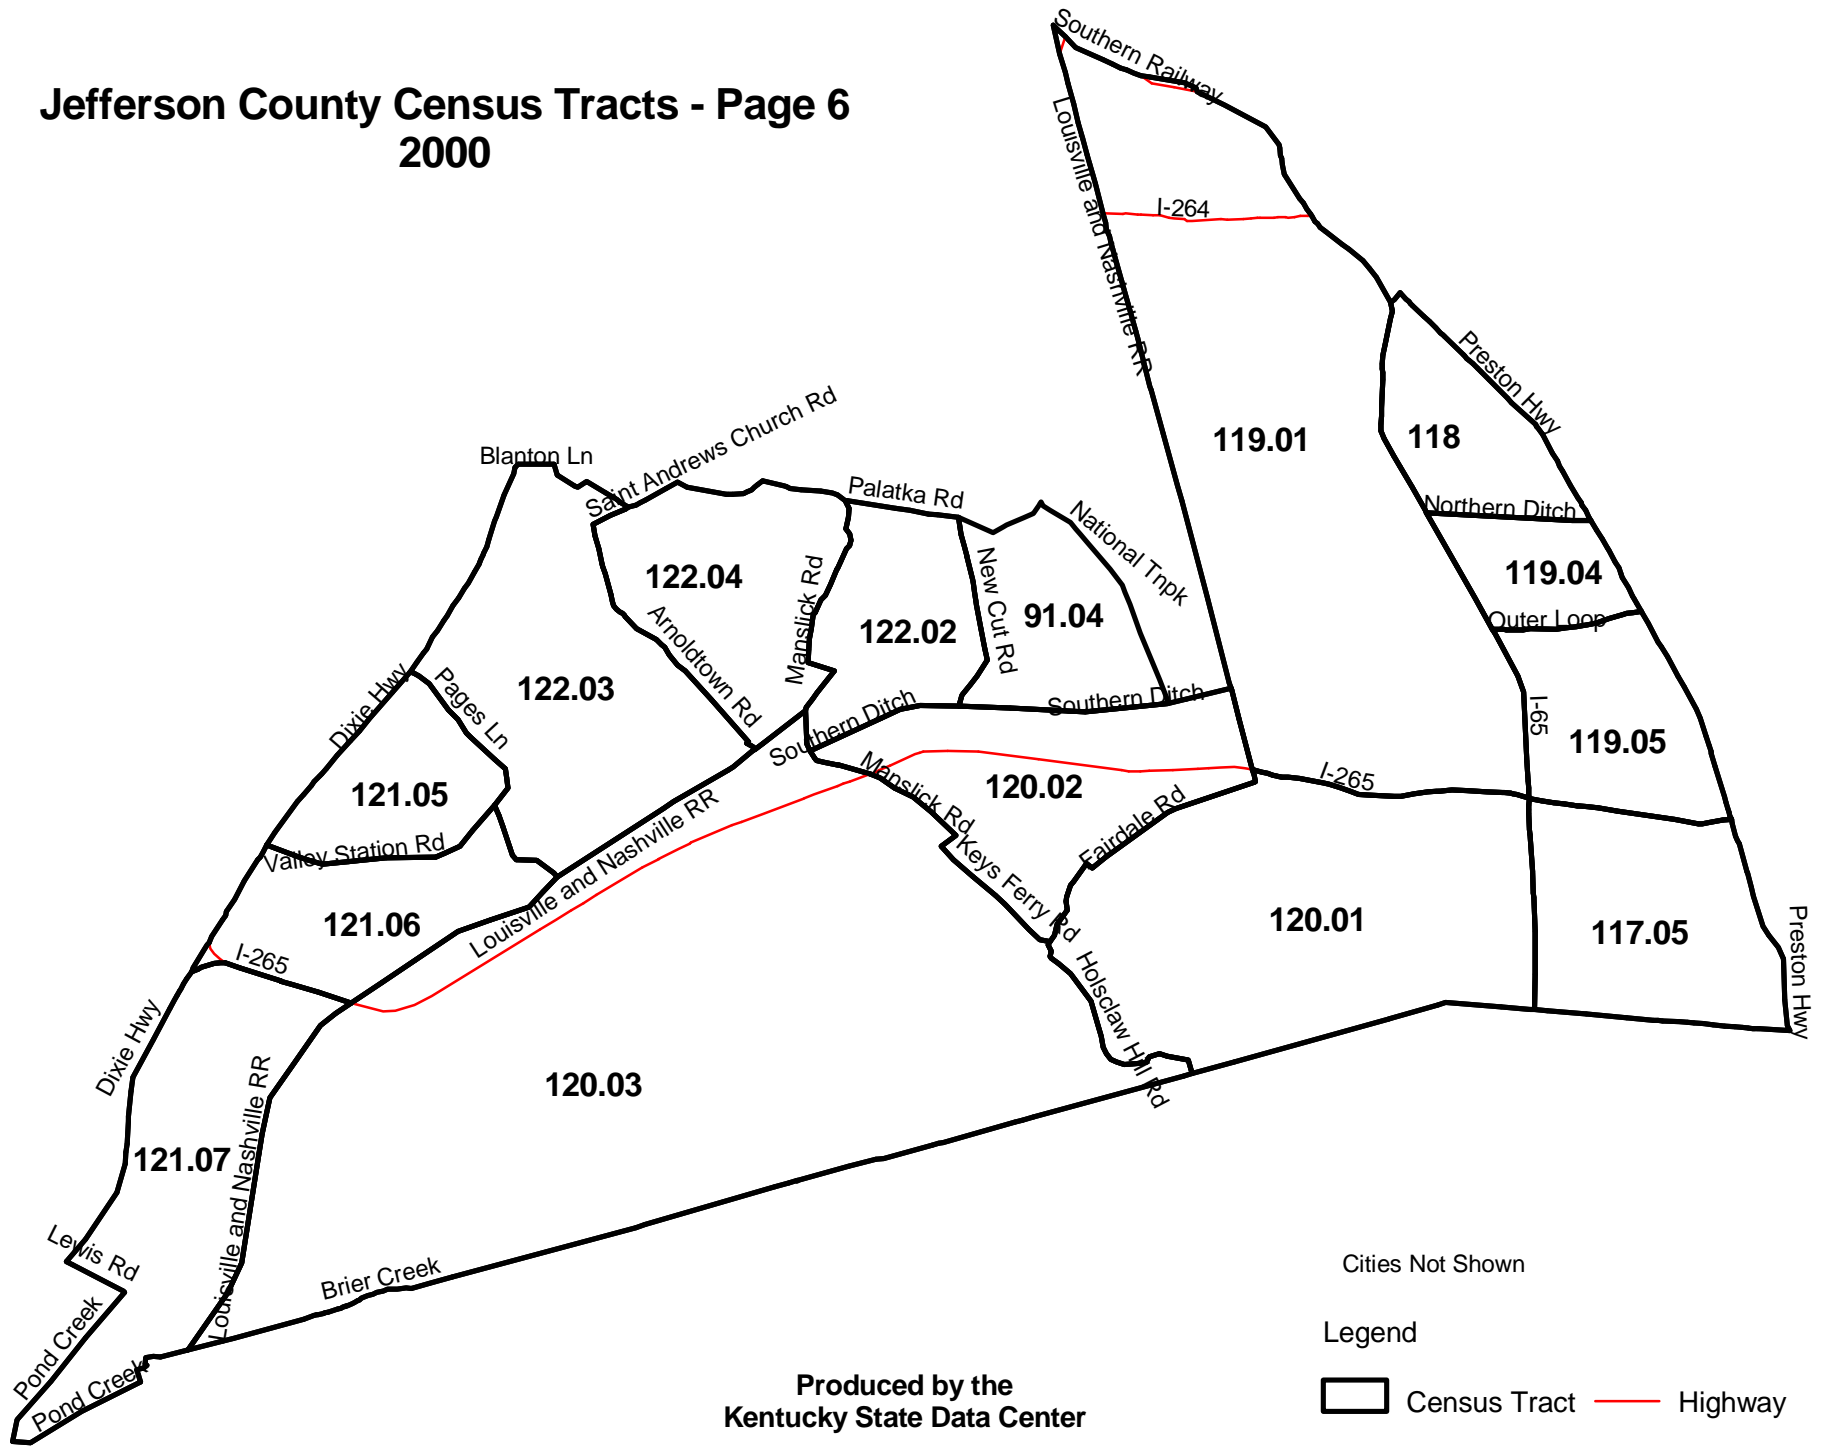 Jefferson County Census Tracts - Page 6
2000
Southern Railway
Louisville and Nashville RR
I-264
Preston Hwy
119.01
118
Northern Ditch
119.04
Outer Loop
I-65
119.05
I-265
Blanton Ln
Saint Andrews Church Rd
Palatka Rd
National Tnpk
122.04
Manslick Rd
New Cut Rd
91.04
122.02
Arnoldtown Rd
122.03
Dixie Hwy
Pages Ln
Southern Ditch
Southern Ditch
121.05
Manslick Rd
120.02
Fairdale Rd
Valley Station Rd
Louisville and Nashville RR
Keys Ferry Rd
121.06
120.01
117.05
Preston Hwy
I-265
Holsclaw Hill Rd
Dixie Hwy
120.03
121.07
Louisville and Nashville RR
Lewis Rd
Brier Creek
Pond Creek
Pond Creek
Cities Not Shown
Legend
Census Tract
Highway
Produced by the
Kentucky State Data Center